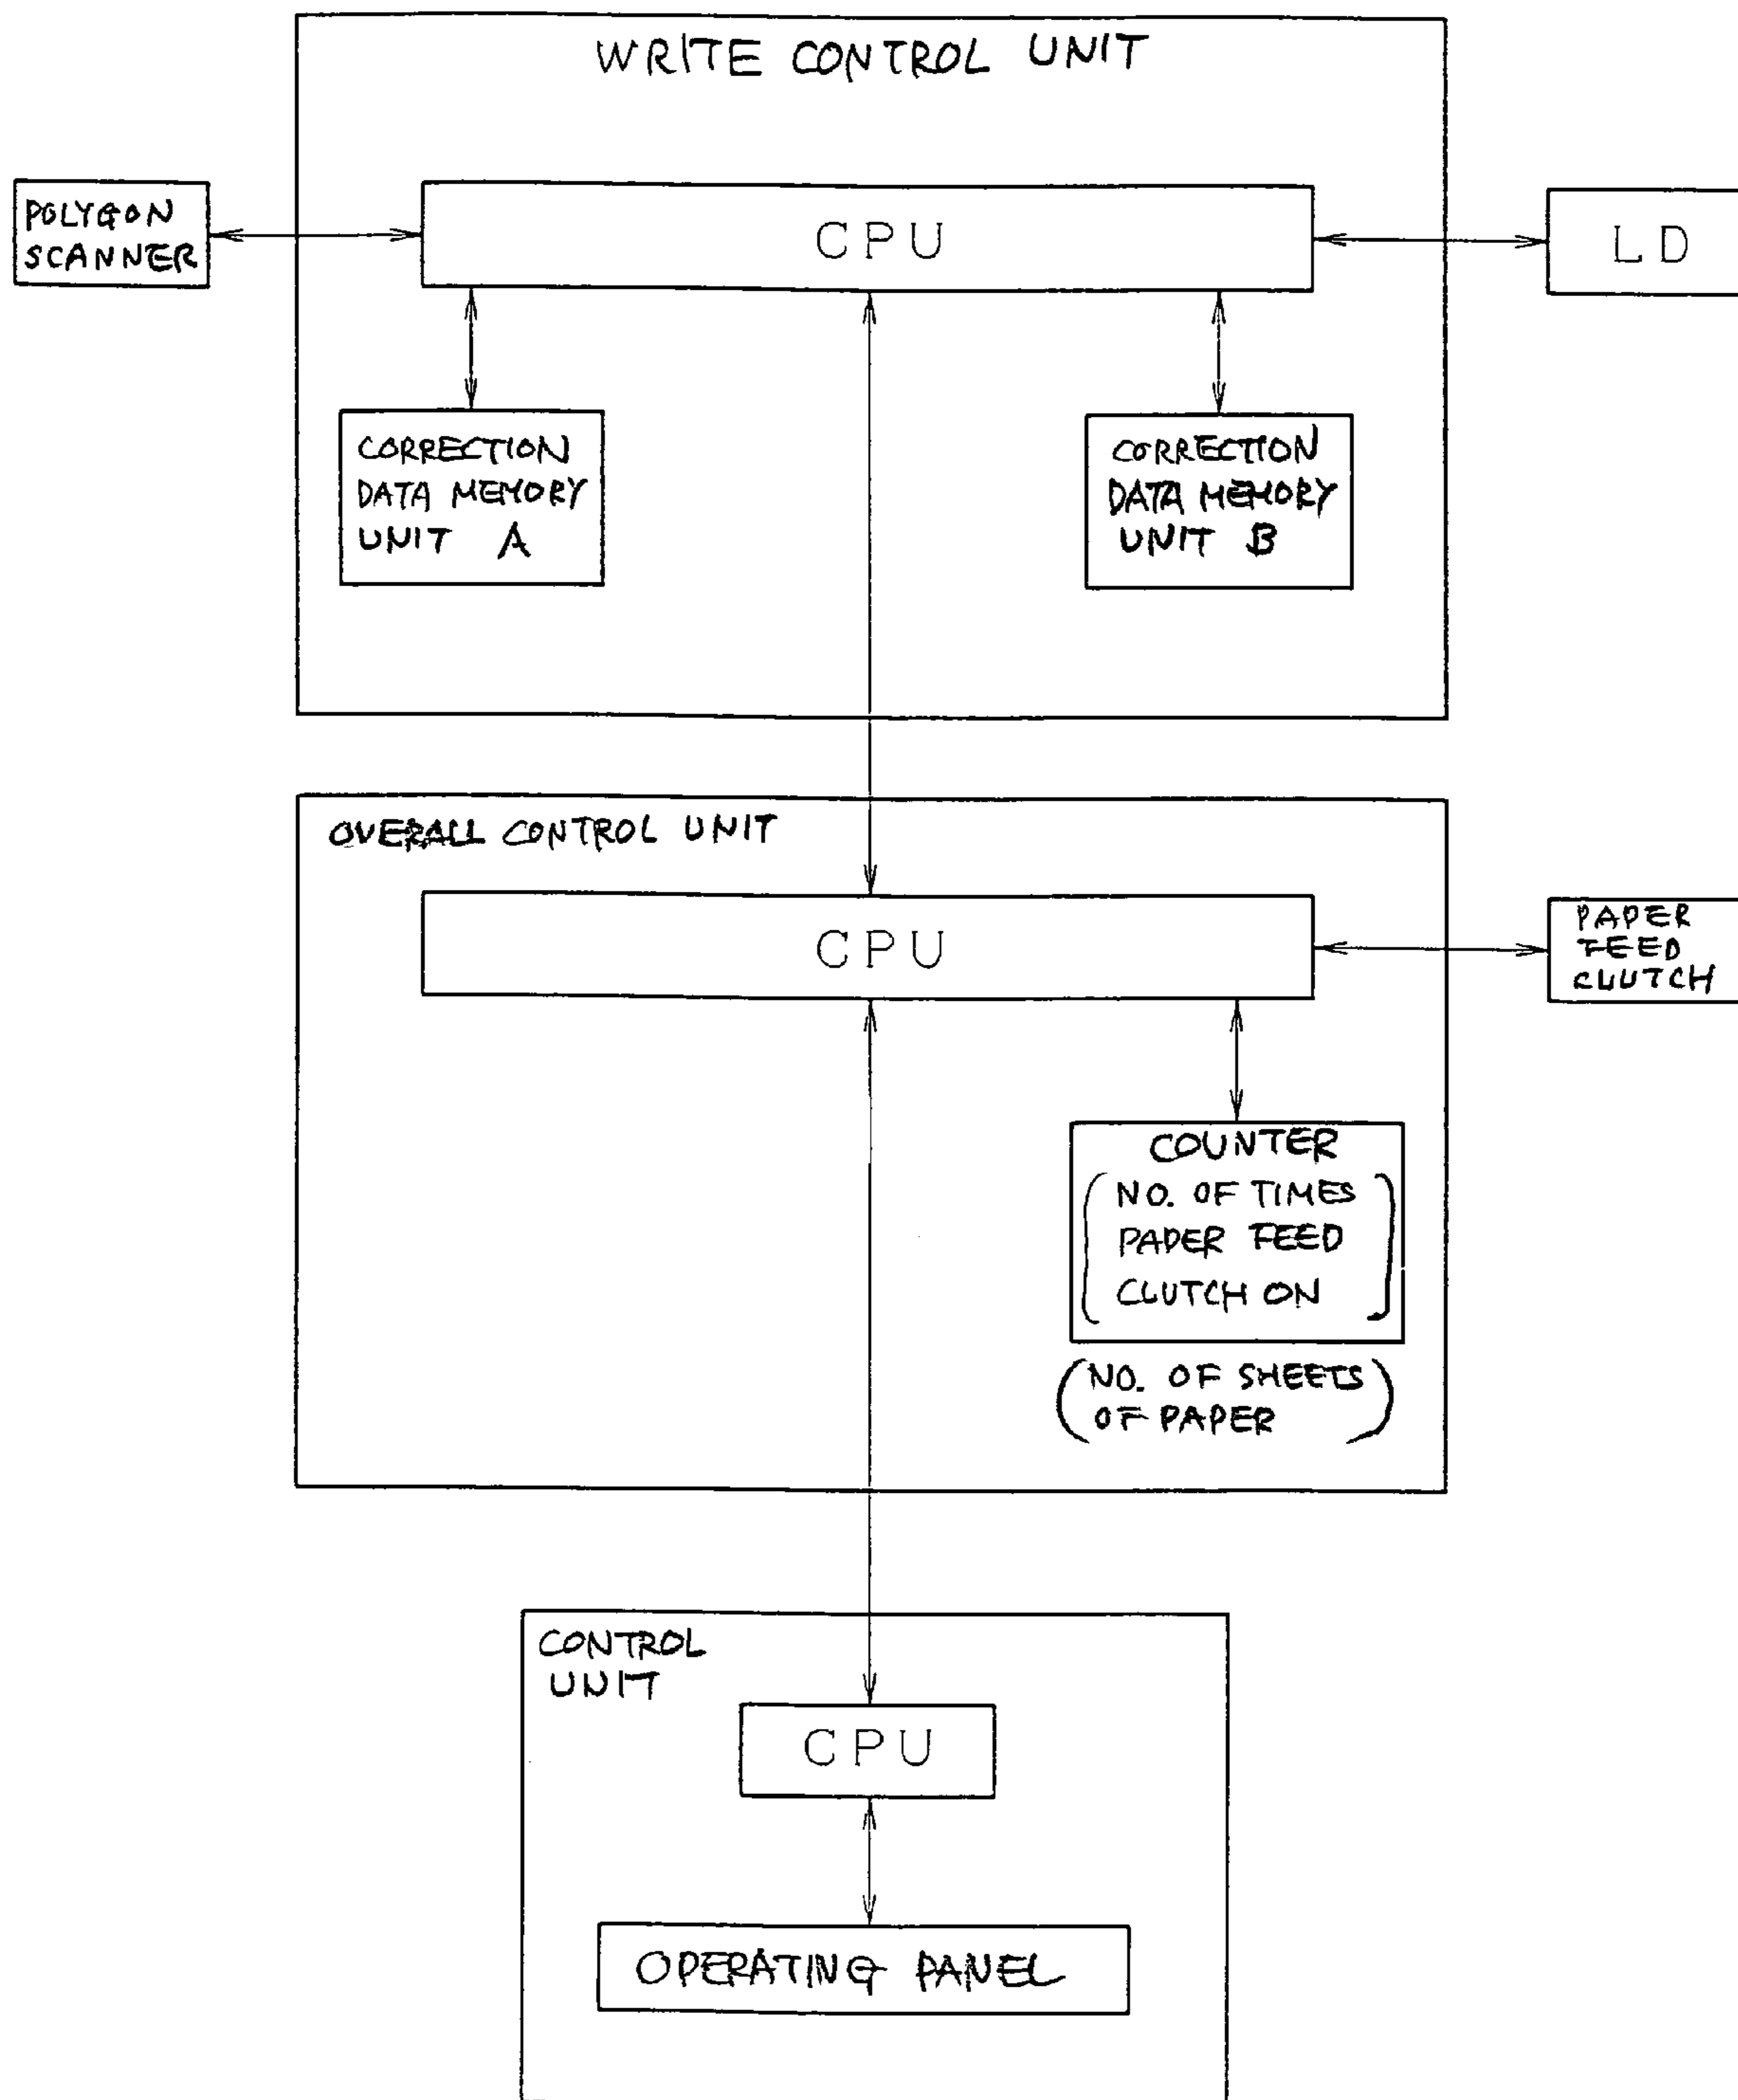 WRITE CONTROL UNIT
POLYGON
SCANNER
CPU
LD
CORRECTION
DATA MEMORY
UNIT A
CORRECTION
DATA MEMORY
UNIT B
OVERALL CONTROL UNIT
CPU
PAPER
FEED
CLUTCH
COUNTER
(NO. OF TIMES
PAPER FEED
CLUTCH ON)
(NO. OF SHEETS
OF PAPER)
CONTROL
UNIT
CPU
OPERATING PANEL